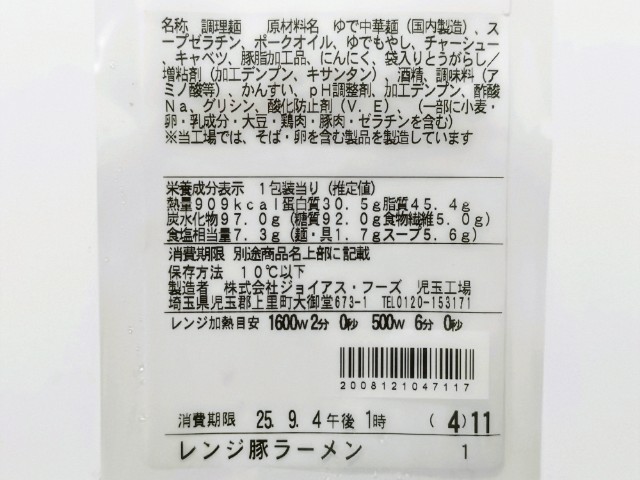 名称　調理麺　　原材料名　ゆで中華麺（国内製造）、ス
ープゼラチン、ポークオイル、ゆでもやし、チャーシュー
、キャベツ、豚脂加工品、にんにく、袋入りとうがらし／
増粘剤（加工デンプン、キサンタン）、酒精、調味料（ア
ミノ酸等）、かんすい、ｐＨ調整剤、加工デンプン、酢酸
Ｎａ、グリシン、酸化防止剤（Ｖ．Ｅ）、（一部に小麦・
卵・乳成分・大豆・鶏肉・豚肉・ゼラチンを含む）
※当工場では、そば・卵を含む製品を製造しています
栄養成分表示　１包装当り（推定値）
熱量９０９ｋｃａｌ蛋白質３０．５ｇ脂質４５．４ｇ
炭水化物９７．０ｇ（糖質９２．０ｇ食物繊維５．０ｇ）
食塩相当量７．３ｇ（麺・具１．７ｇスープ５．６ｇ）
消費期限　別途商品名上部に記載
保存方法　１０℃以下
製造者　株式会社ジョイアス・フーズ　児玉工場
埼玉県児玉郡上里町大御堂673-1　TEL0120-153171
レンジ加熱目安　1600W 2分 0秒　500W 6分 0秒
2008121047117
消費期限　25. 9. 4 午後 1時　（ 4）11
レンジ豚ラーメン　1